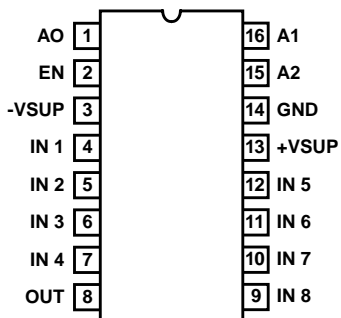 AO 1 16 A1
EN 2 15 A2
-VSUP 3 14 GND
IN 1 4 13 +VSUP
IN 2 5 12 IN 5
IN 3 6 11 IN 6
IN 4 7 10 IN 7
OUT 8 9 IN 8